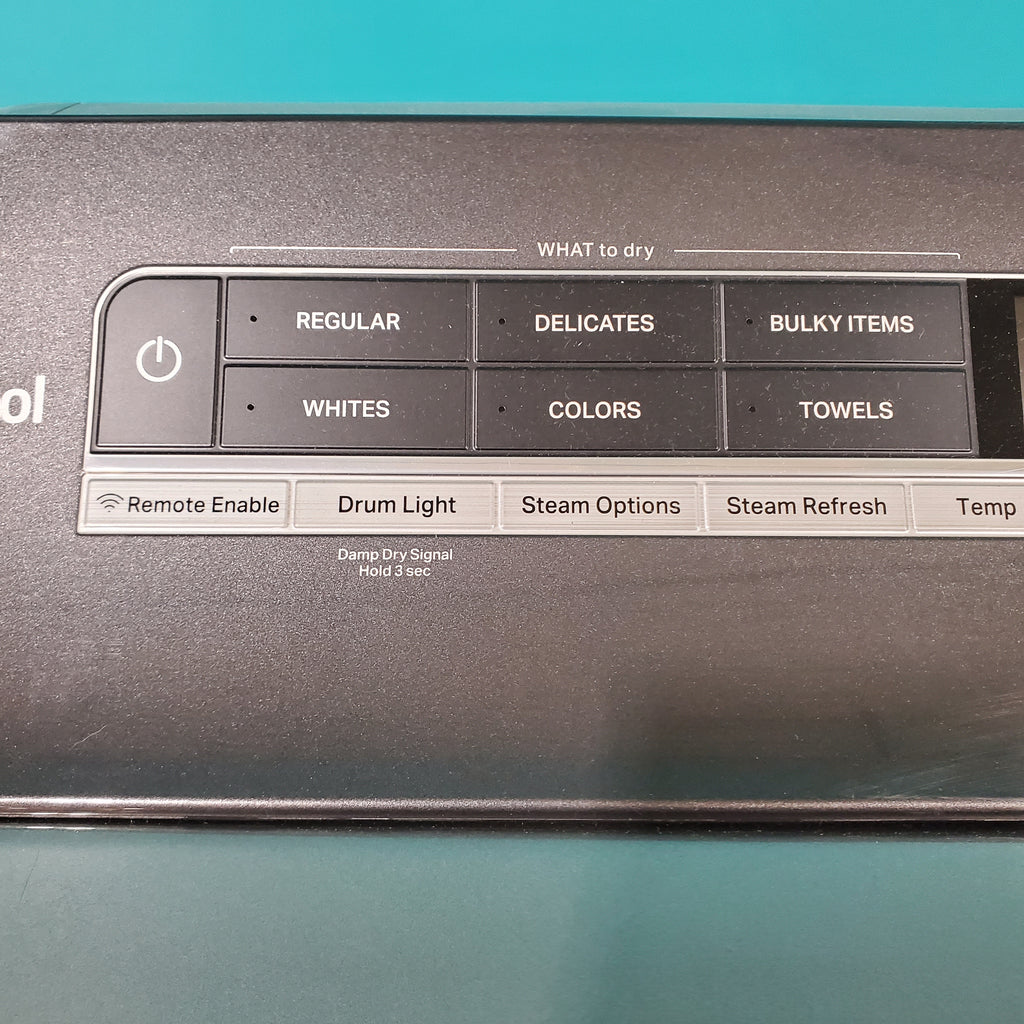 WHAT to dry
REGULAR
DELICATES
BULKY ITEMS
ol
WHITES
COLORS
TOWELS
Remote Enable
Drum Light
Steam Options
Steam Refresh
Temp
Damp Dry Signal
Hold 3 sec